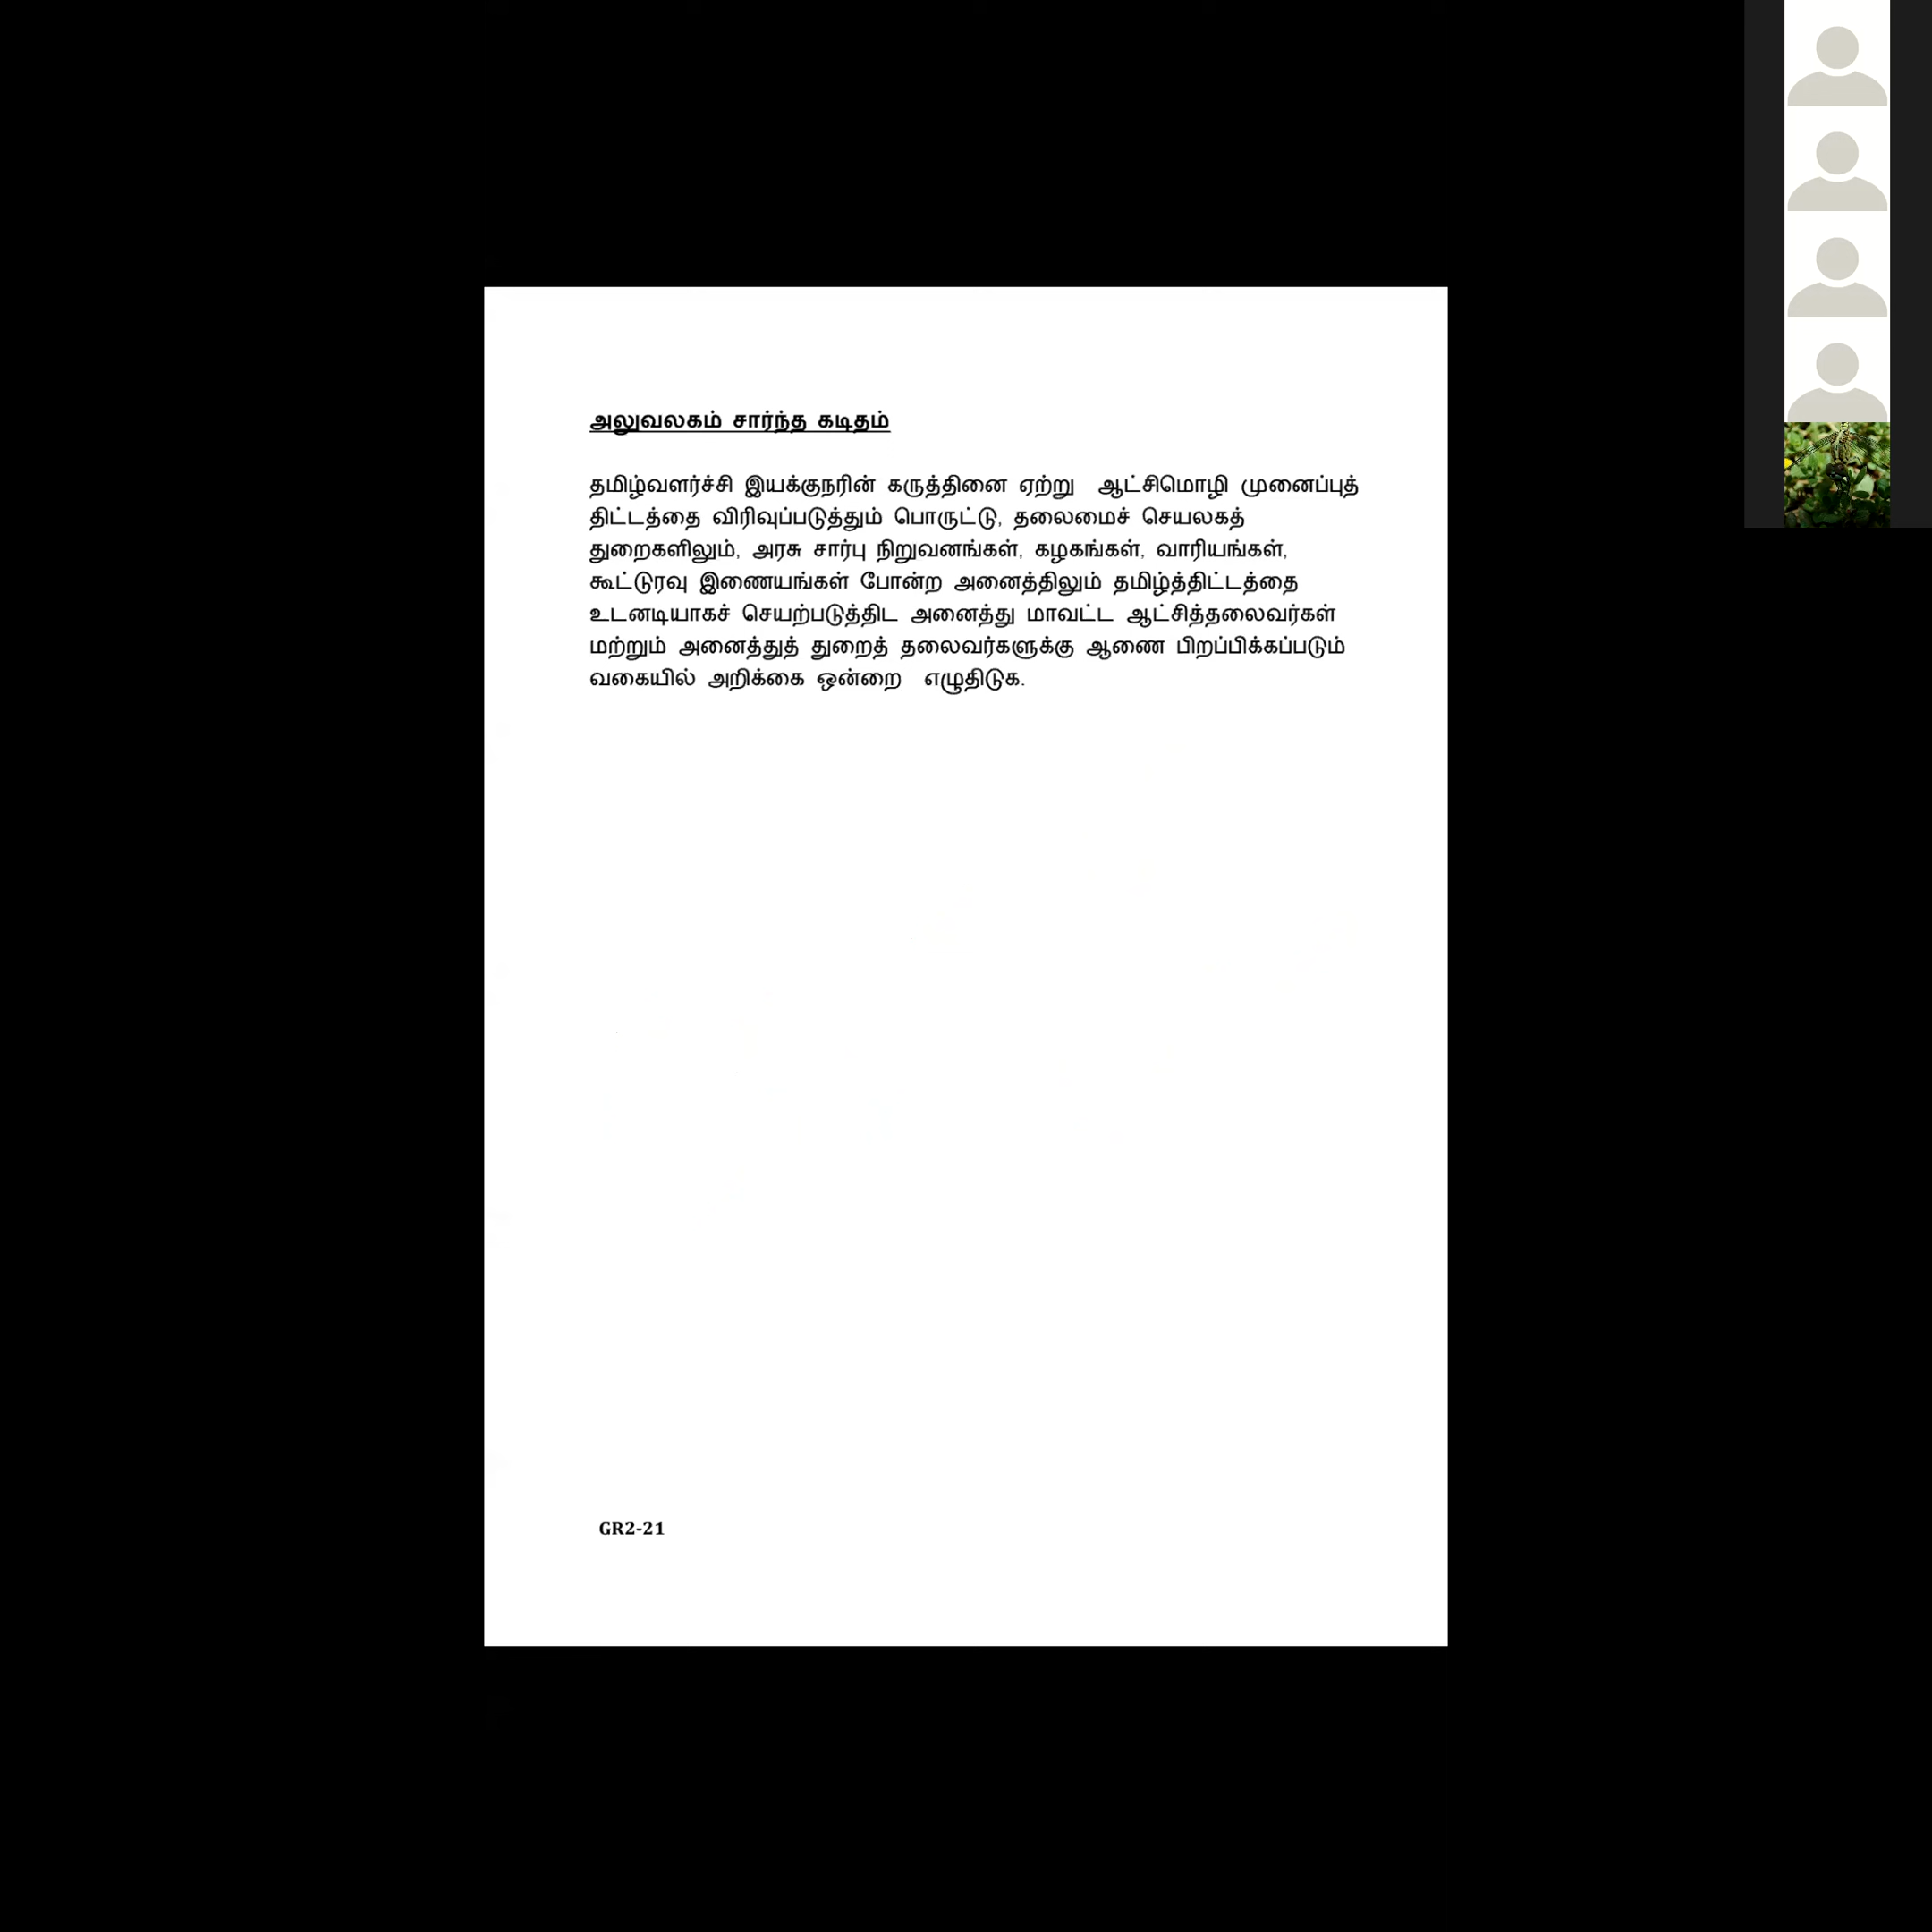 அலுவலகம் சார்ந்த கடிதம்
தமிழ்வளர்ச்சி இயக்குநரின் கருத்தினை ஏற்று ஆட்சிமொழி முனைப்புத்
திட்டத்தை விரிவுப்படுத்தும் பொருட்டு, தலைமைச் செயலகத்
துறைகளிலும், அரசு சார்பு நிறுவனங்கள், கழகங்கள், வாரியங்கள்,
கூட்டுரவு இணையங்கள் போன்ற அனைத்திலும் தமிழ்த்திட்டத்தை
உடனடியாகச் செயற்படுத்திட அனைத்து மாவட்ட ஆட்சித்தலைவர்கள்
மற்றும் அனைத்துத் துறைத் தலைவர்களுக்கு ஆணை பிறப்பிக்கப்படும்
வகையில் அறிக்கை ஒன்றை எழுதிடுக.
GR2-21